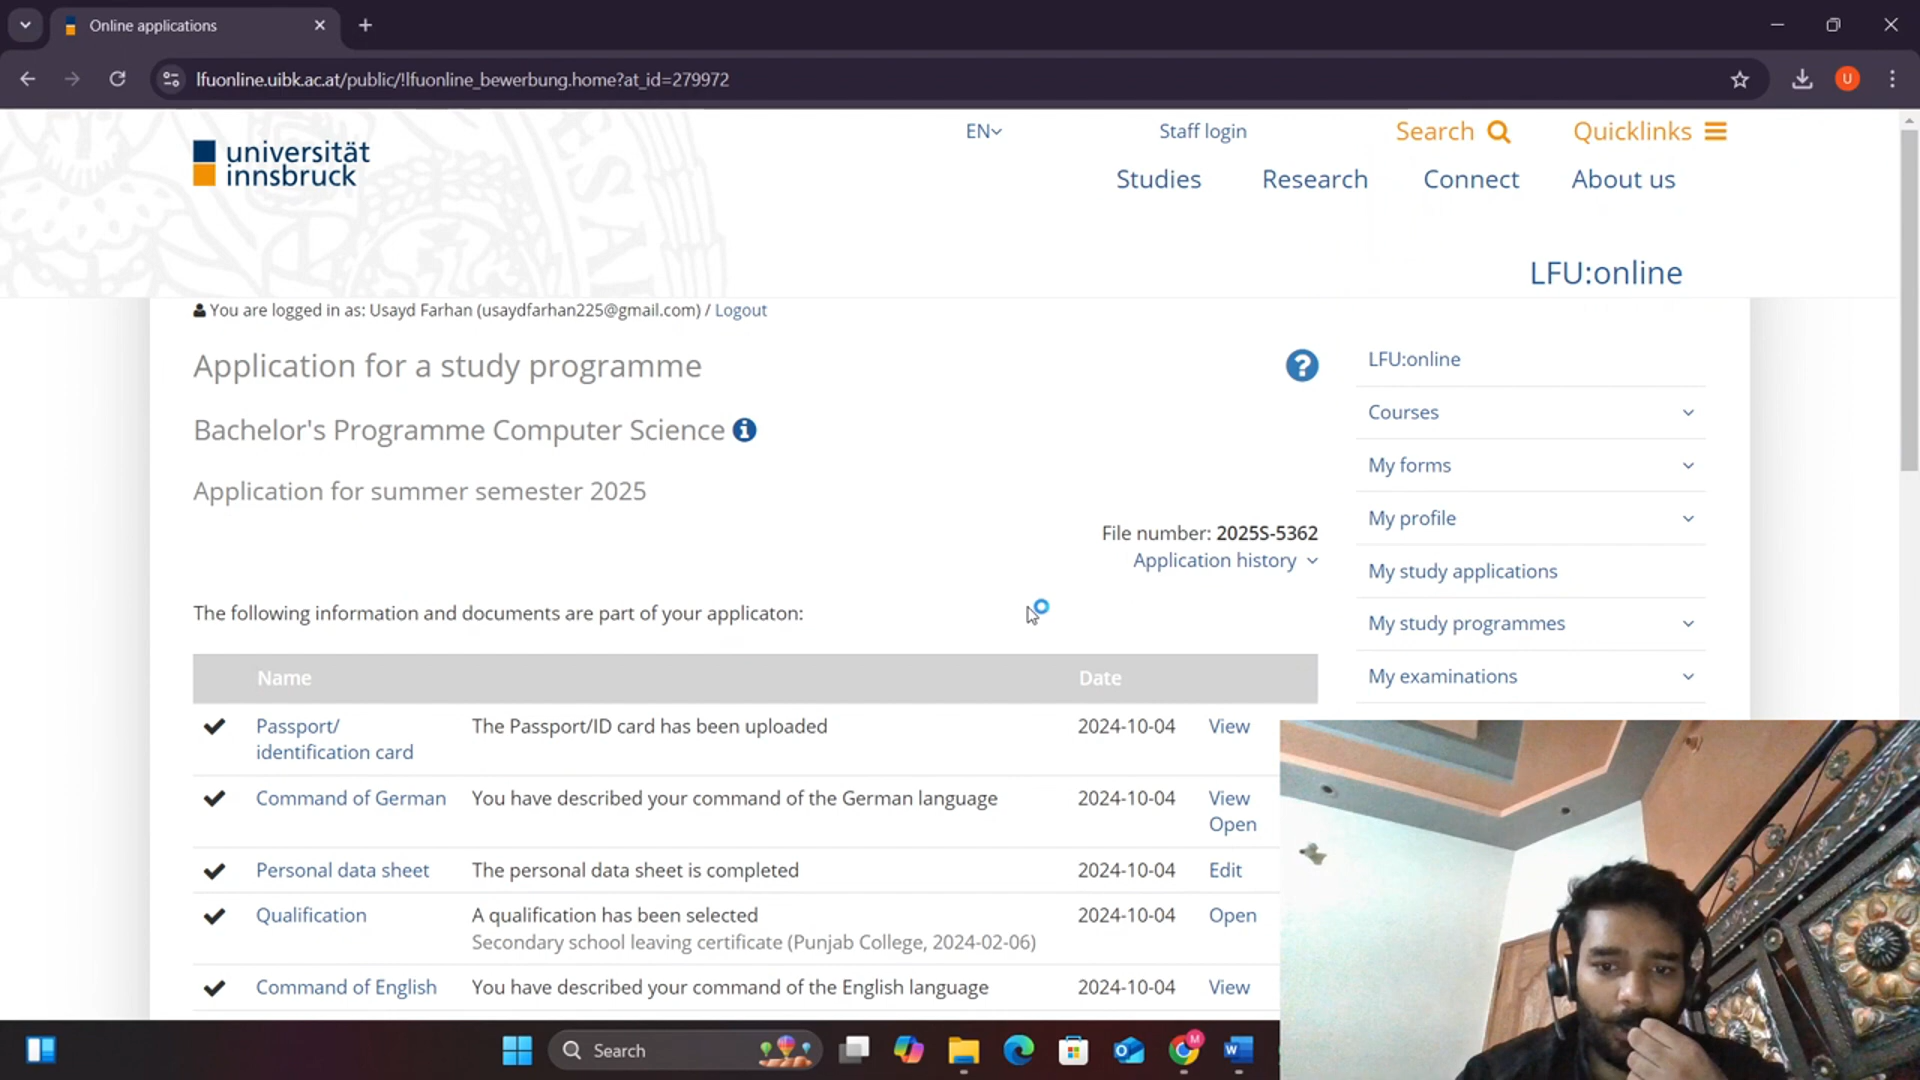 Online applications
lfuonline.uibk.ac.at/public/!lfuonline_bewerbung.home?at_id=279972
U
universität
innsbruck
EN
Staff login
Search
Quicklinks
Studies
Research
Connect
About us
LFU:online
You are logged in as: Usayd Farhan (usaydfarhan225@gmail.com) / Logout
Application for a study programme
?
Bachelor's Programme Computer Science
Application for summer semester 2025
File number: 2025S-5362
Application history
The following information and documents are part of your applicaton:
Name Date
Passport/
identification card
The Passport/ID card has been uploaded
2024-10-04
View
Command of German
You have described your command of the German language
2024-10-04
View
Open
Personal data sheet
The personal data sheet is completed
2024-10-04
Edit
Qualification
A qualification has been selected
Secondary school leaving certificate (Punjab College, 2024-02-06)
2024-10-04
Open
Command of English
You have described your command of the English language
2024-10-04
View
LFU:online
Courses
My forms
My profile
My study applications
My study programmes
My examinations
Search
M
W